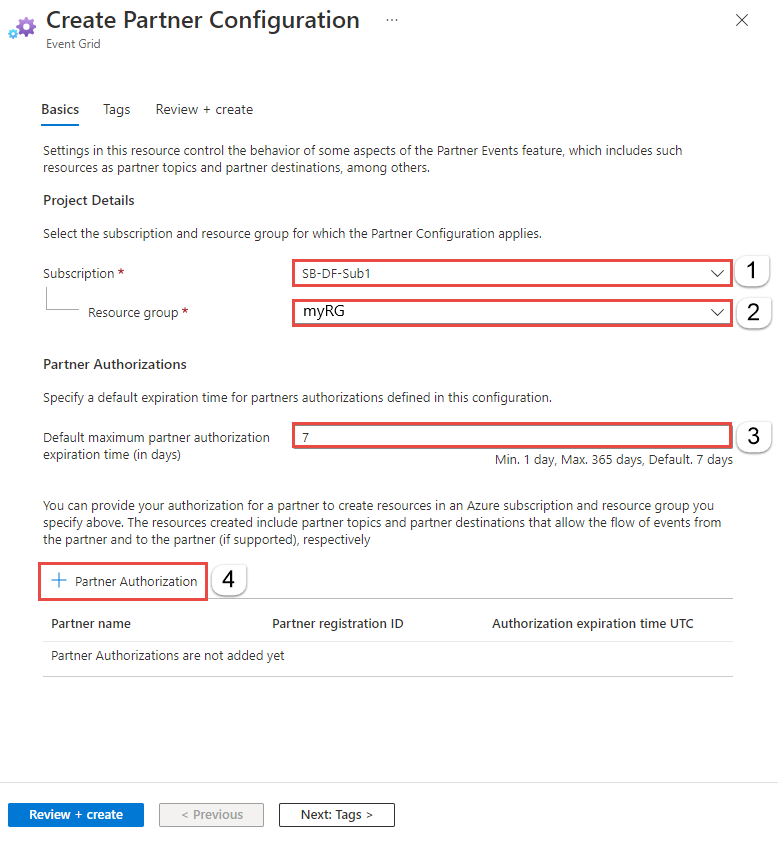 Create Partner Configuration ...
Event Grid
Basics Tags Review + create
Settings in this resource control the behavior of some aspects of the Partner Events feature, which includes such
resources as partner topics and partner destinations, among others.
Project Details
Select the subscription and resource group for which the Partner Configuration applies.
Subscription * SB-DF-Sub1 1
Resource group * myRG 2
Partner Authorizations
Specify a default expiration time for partners authorizations defined in this configuration.
Default maximum partner authorization 7 3
expiration time (in days)
Min. 1 day, Max. 365 days, Default. 7 days
You can provide your authorization for a partner to create resources in an Azure subscription and resource group you
specify above. The resources created include partner topics and partner destinations that allow the flow of events from
the partner and to the partner (if supported), respectively
+ Partner Authorization 4
Partner name Partner registration ID Authorization expiration time UTC
Partner Authorizations are not added yet
Review + create < Previous Next: Tags >